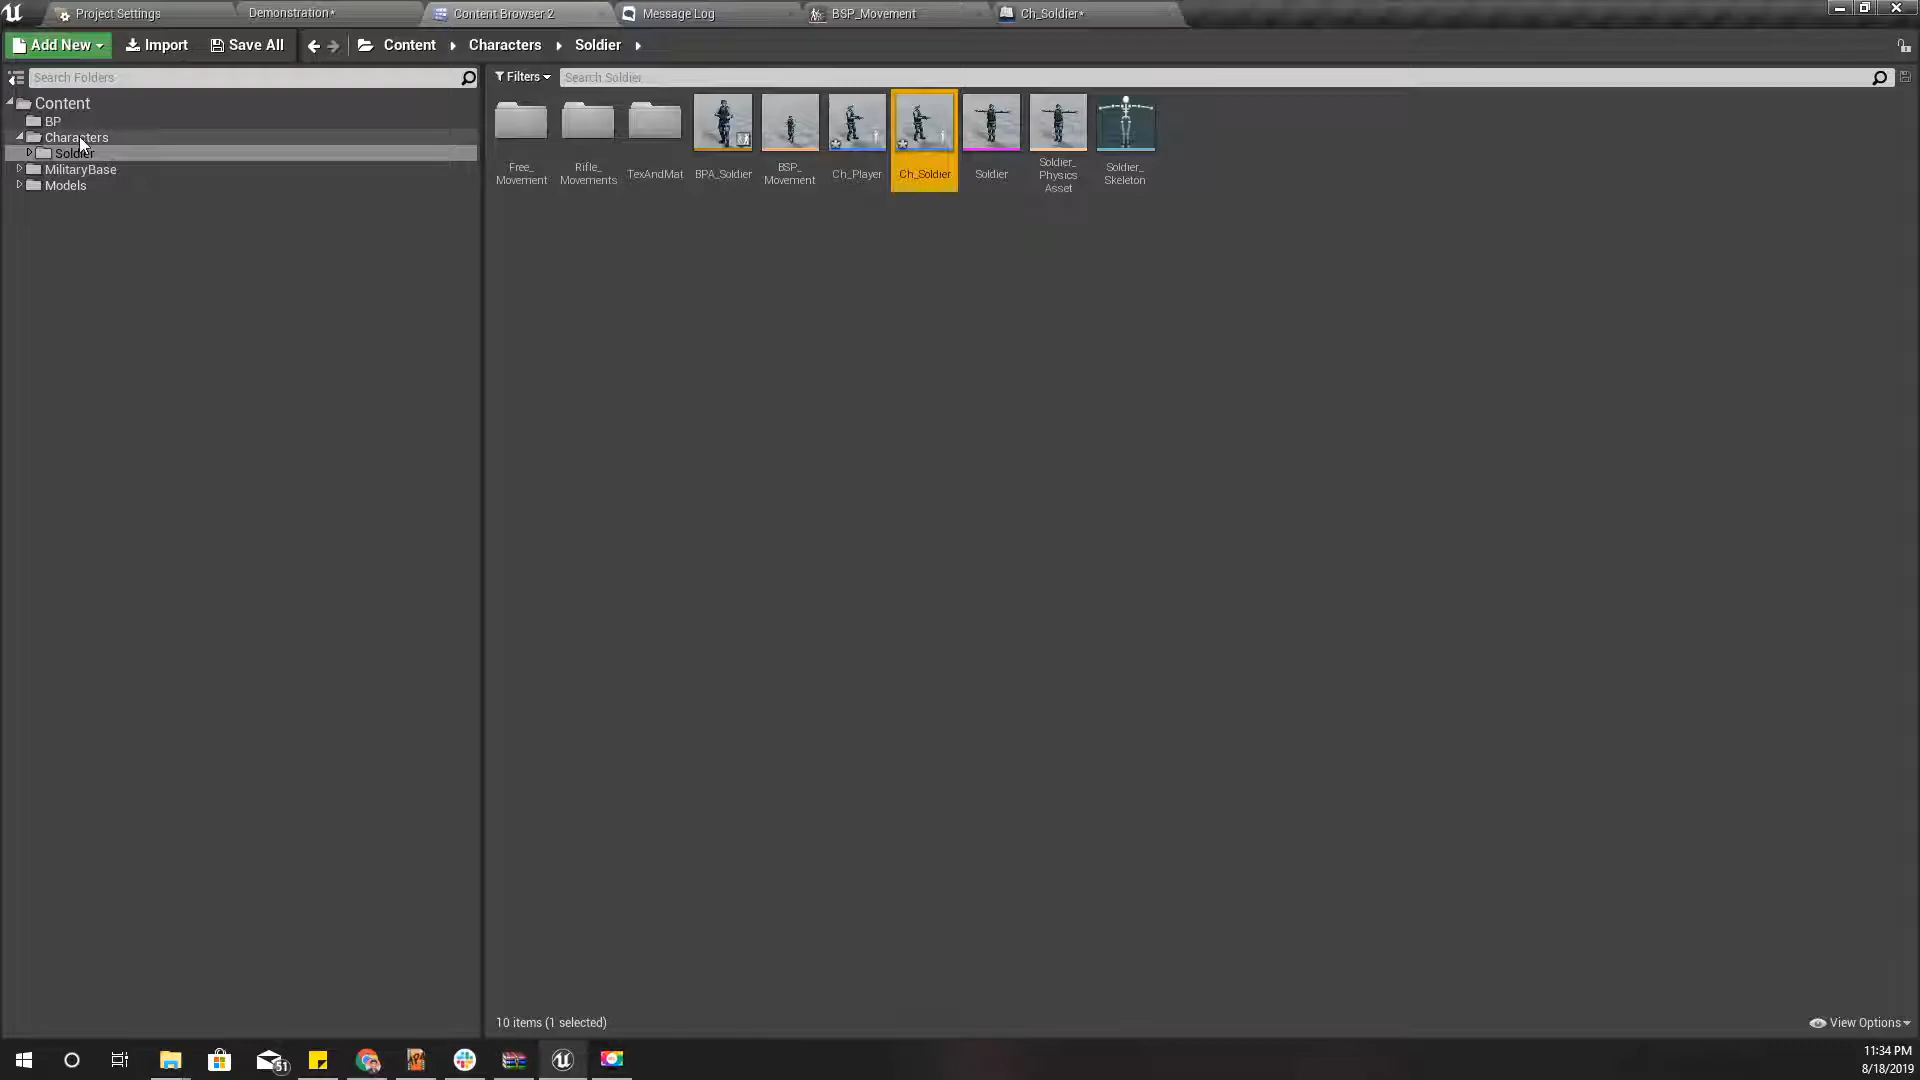 Project Settings
Demonstration*
Content Browser 2
Message Log
BSP_Movement
Ch_Soldier*
Add New
Import
Save All
Content
Characters
Soldier
Search Folders
Filters
Search Soldier
Content
BP
Characters
Soldier
MilitaryBase
Models
Free_
Movement
Rifle_
Movements
TexAndMat
BPA_Soldier
BSP_
Movement
Ch_Player
Ch_Soldier
Soldier
Soldier_
Physics
Asset
Soldier_
Skeleton
10 items (1 selected)
View Options
51
11:34 PM
8/18/2019